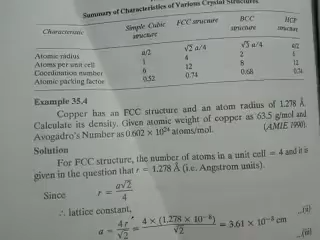 Summary of Characteristics of Various Crystal Structures
Characteristic Simple Cubic structure FCC structure BCC structure HCP structure
Atomic radius a/2 √2 a/4 √3 a/4 a/2
Atoms per unit cell 1 4 2
Coordination number 6 12 8 12
Atomic packing factor 0.52 0.74 0.68 0.74
Example 35.4
Copper has an FCC structure and an atom radius of 1.278 Å.
Calculate its density. Given atomic weight of copper as 63.5 g/mol and
Avogadro's Number as 0.602 × 10²⁴ atoms/mol. (AMIE 1990)
Solution
For FCC structure, the number of atoms in a unit cell = 4 and it is
given in the question that r = 1.278 Å (i.e. Angstrom units).
Since r = a√2 / 4 ...(i)
∴ lattice constant,
a = 4r / √2 = 4 × (1.278 × 10⁻⁸) / √2 = 3.61 × 10⁻⁸ cm ...(ii)